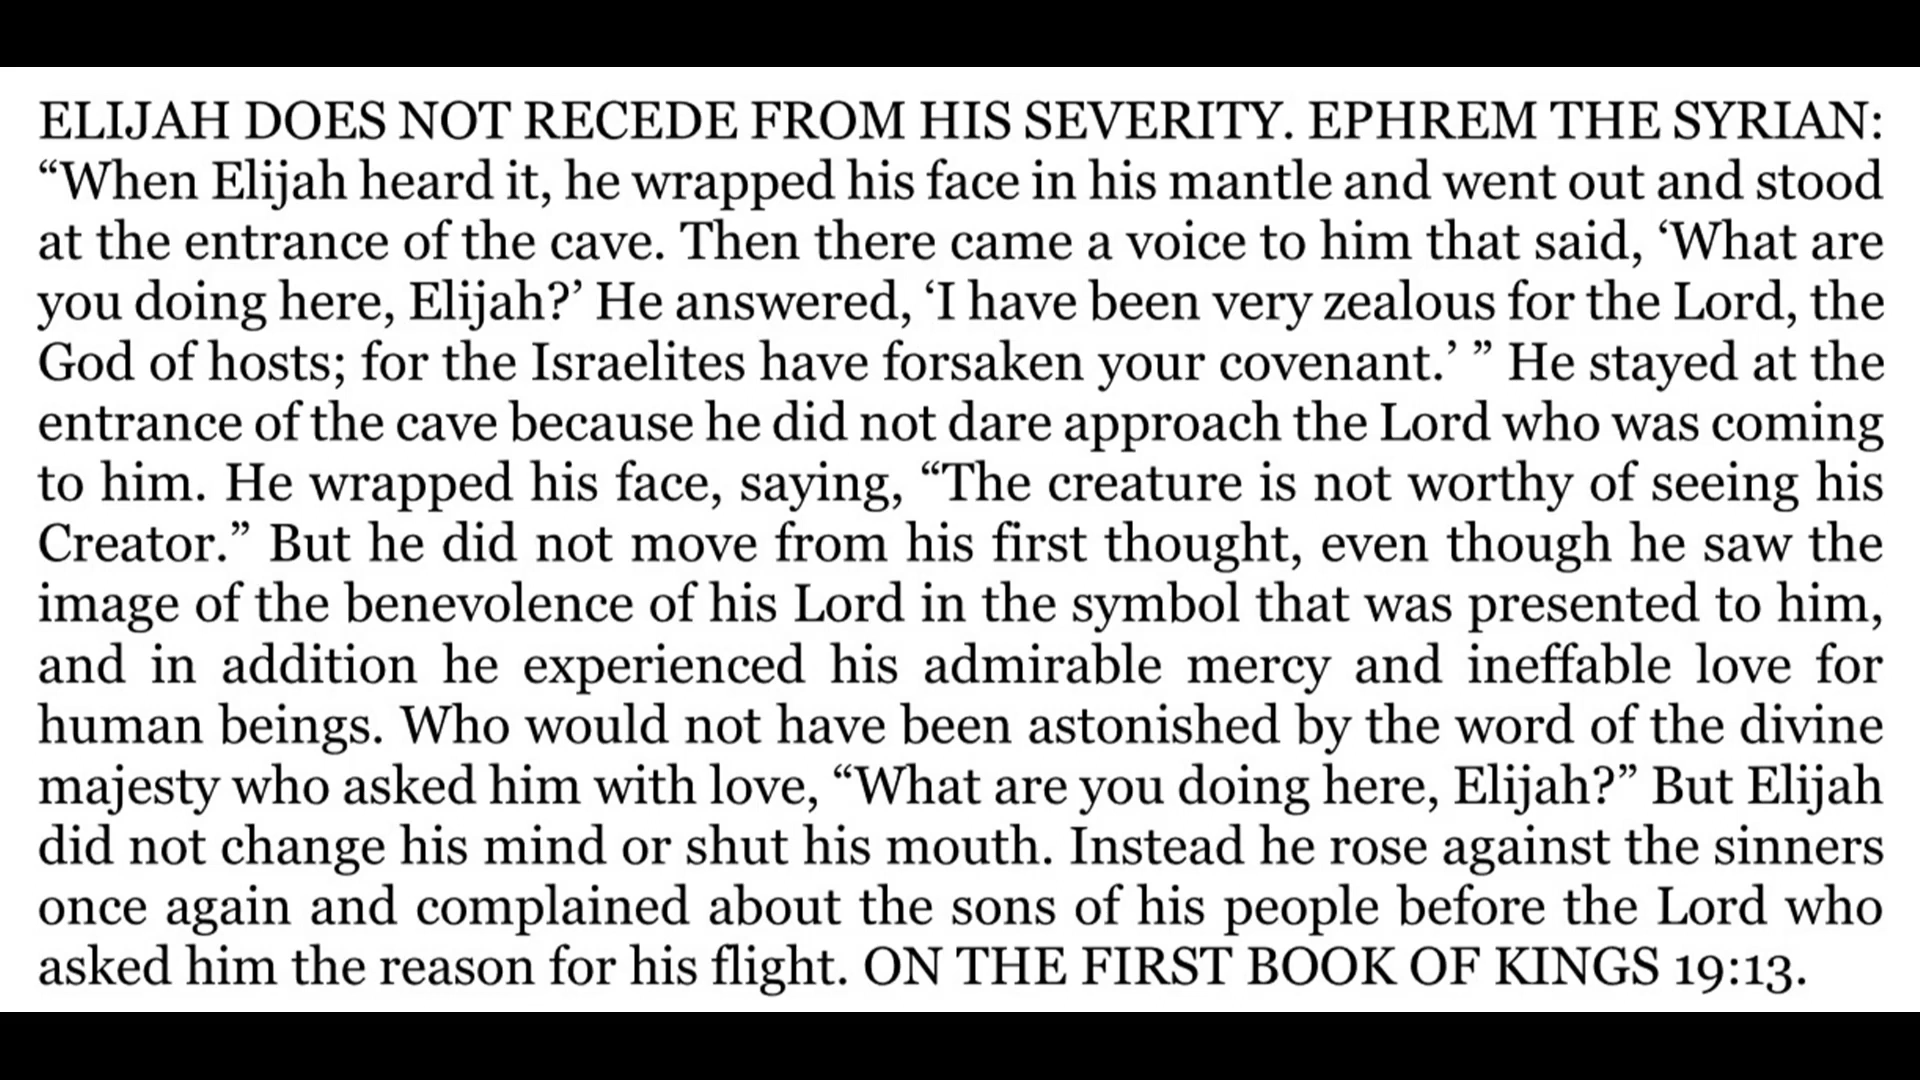 ELIJAH DOES NOT RECEDE FROM HIS SEVERITY. EPHREM THE SYRIAN:
“When Elijah heard it, he wrapped his face in his mantle and went out and stood
at the entrance of the cave. Then there came a voice to him that said, ‘What are
you doing here, Elijah?’ He answered, ‘I have been very zealous for the Lord, the
God of hosts; for the Israelites have forsaken your covenant.’ ” He stayed at the
entrance of the cave because he did not dare approach the Lord who was coming
to him. He wrapped his face, saying, “The creature is not worthy of seeing his
Creator.” But he did not move from his first thought, even though he saw the
image of the benevolence of his Lord in the symbol that was presented to him,
and in addition he experienced his admirable mercy and ineffable love for
human beings. Who would not have been astonished by the word of the divine
majesty who asked him with love, “What are you doing here, Elijah?” But Elijah
did not change his mind or shut his mouth. Instead he rose against the sinners
once again and complained about the sons of his people before the Lord who
asked him the reason for his flight. ON THE FIRST BOOK OF KINGS 19:13.